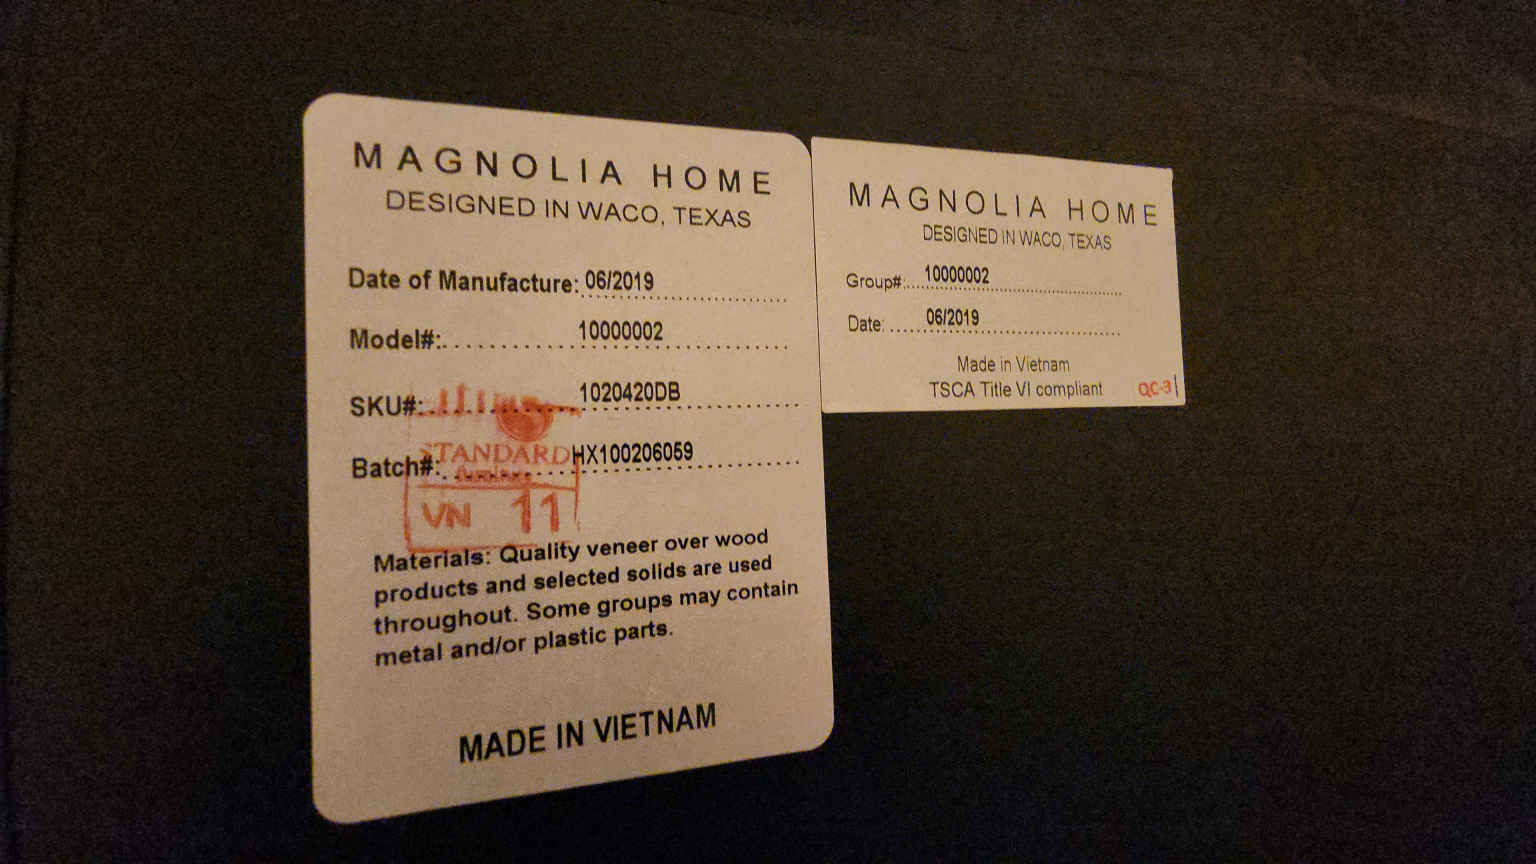 MAGNOLIA HOME
DESIGNED IN WACO, TEXAS
Date of Manufacture: 06/2019
Model#: 10000002
SKU#: 1020420DB
Batch#: HX100206059
STANDARD
VN 11
Materials: Quality veneer over wood
products and selected solids are used
throughout. Some groups may contain
metal and/or plastic parts.
MADE IN VIETNAM
MAGNOLIA HOME
DESIGNED IN WACO, TEXAS
Group#: 10000002
Date: 06/2019
Made in Vietnam
TSCA Title VI compliant
QC-3